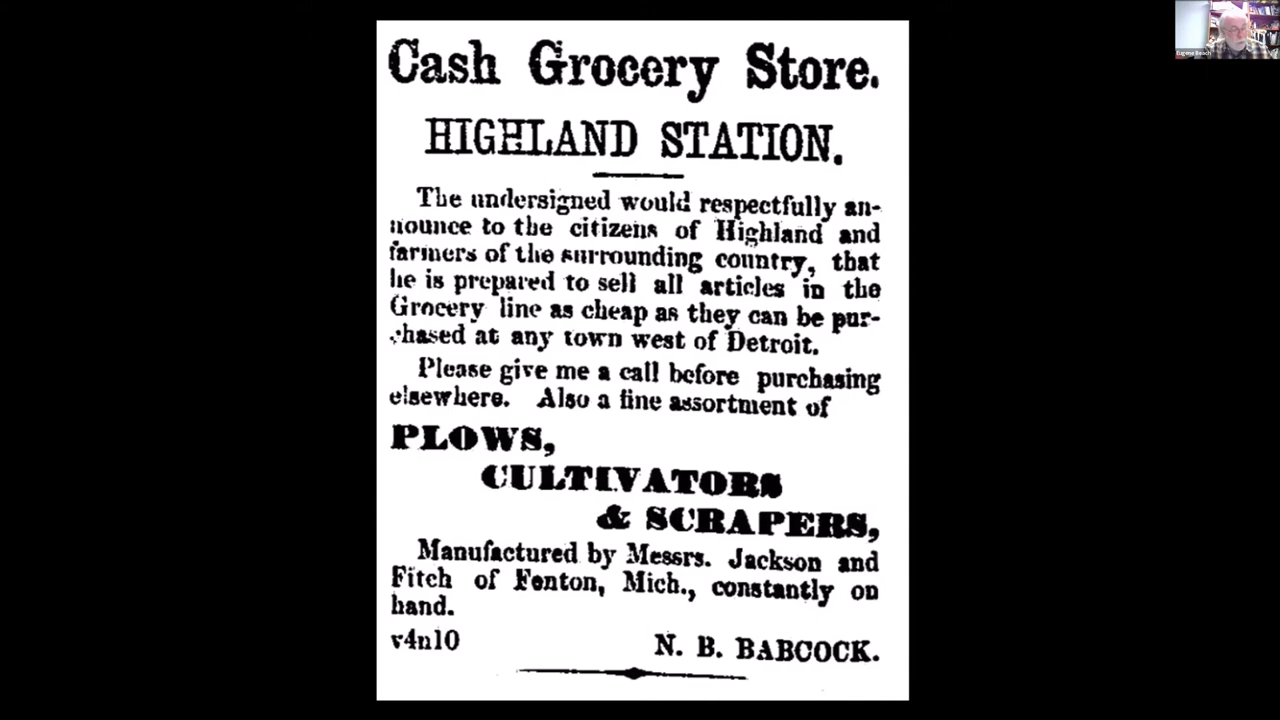 Cash Grocery Store.
HIGHLAND STATION.
The undersigned would respectfully an-
nounce to the citizens of Highland and
farmers of the surrounding country, that
he is prepared to sell all articles in the
Grocery line as cheap as they can be pur-
chased at any town west of Detroit.
Please give me a call before purchasing
elsewhere. Also a fine assortment of
PLOWS,
CULTIVATORS
& SCRAPERS,
Manufactured by Messrs. Jackson and
Fitch of Fenton, Mich., constantly on
hand.
v4n10 N. B. BABCOCK.
Eugene Beach